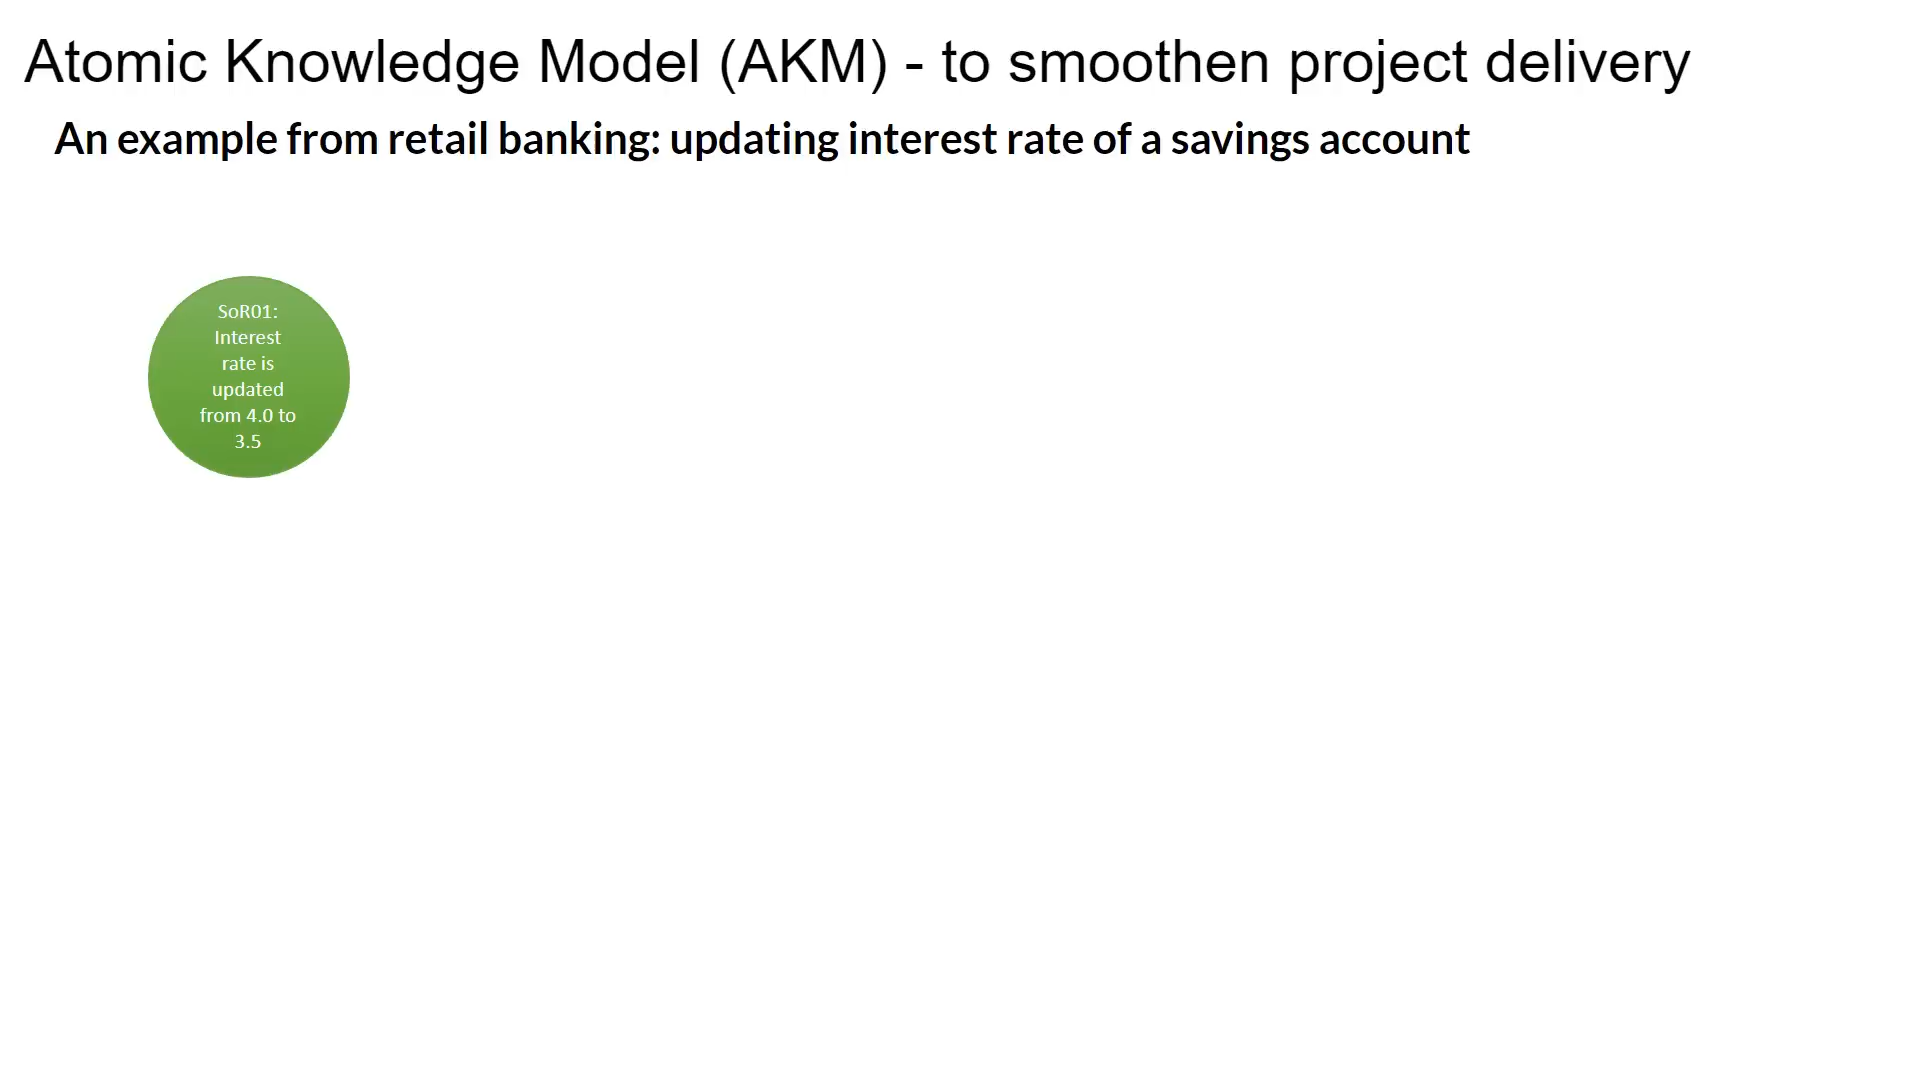 Atomic Knowledge Model (AKM) - to smoothen project delivery
An example from retail banking: updating interest rate of a savings account
SoR01:
Interest
rate is
updated
from 4.0 to
3.5